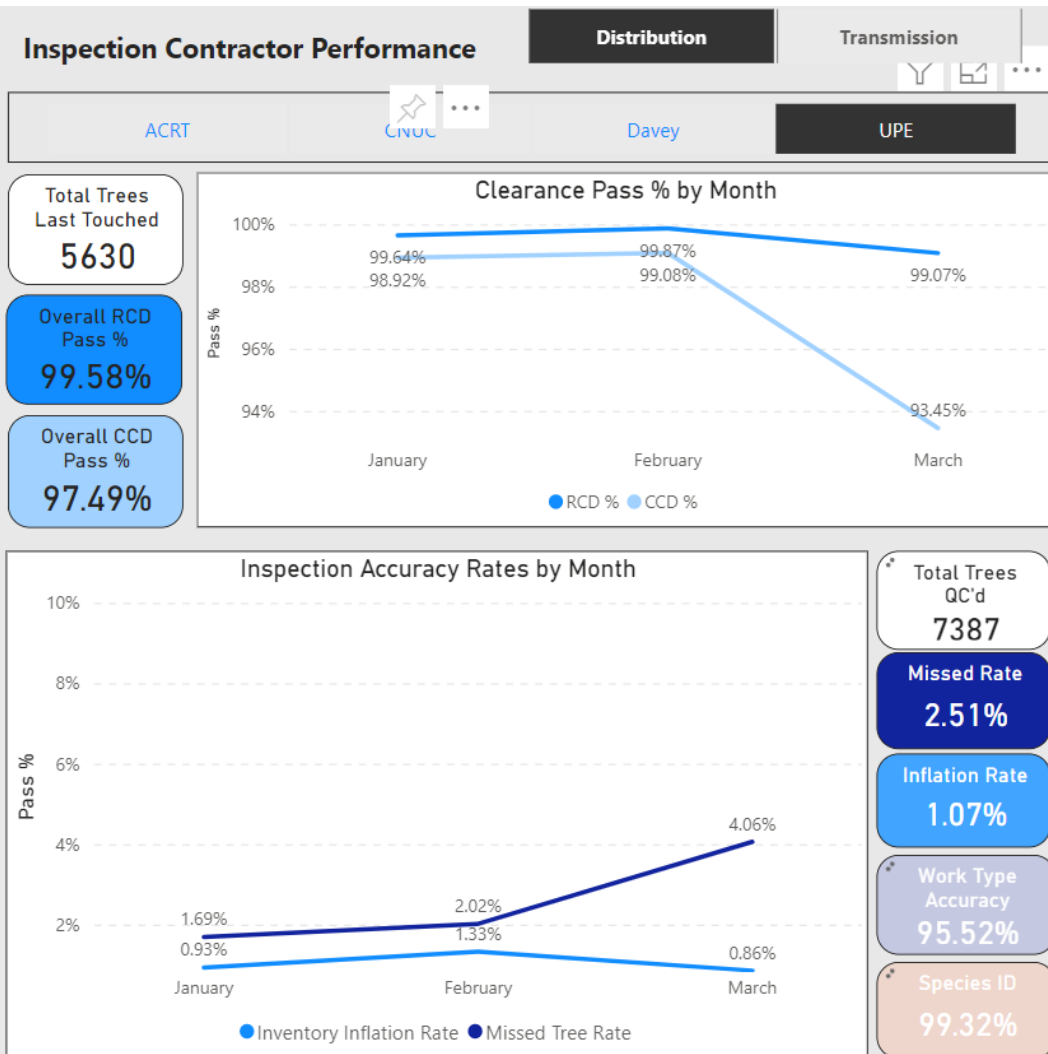 Inspection Contractor Performance
Distribution
Transmission
ACRT
CNUC
Davey
UPE
Total Trees
Last Touched
5630
Overall RCD
Pass %
99.58%
Overall CCD
Pass %
97.49%
Clearance Pass % by Month
Pass %
100%
98%
96%
94%
99.64%
98.92%
99.87%
99.08%
99.07%
93.45%
January
February
March
RCD %
CCD %
Inspection Accuracy Rates by Month
Pass %
10%
8%
6%
4%
2%
1.69%
0.93%
2.02%
1.33%
4.06%
0.86%
January
February
March
Inventory Inflation Rate
Missed Tree Rate
Total Trees
QC'd
7387
Missed Rate
2.51%
Inflation Rate
1.07%
Work Type
Accuracy
95.52%
Species ID
99.32%